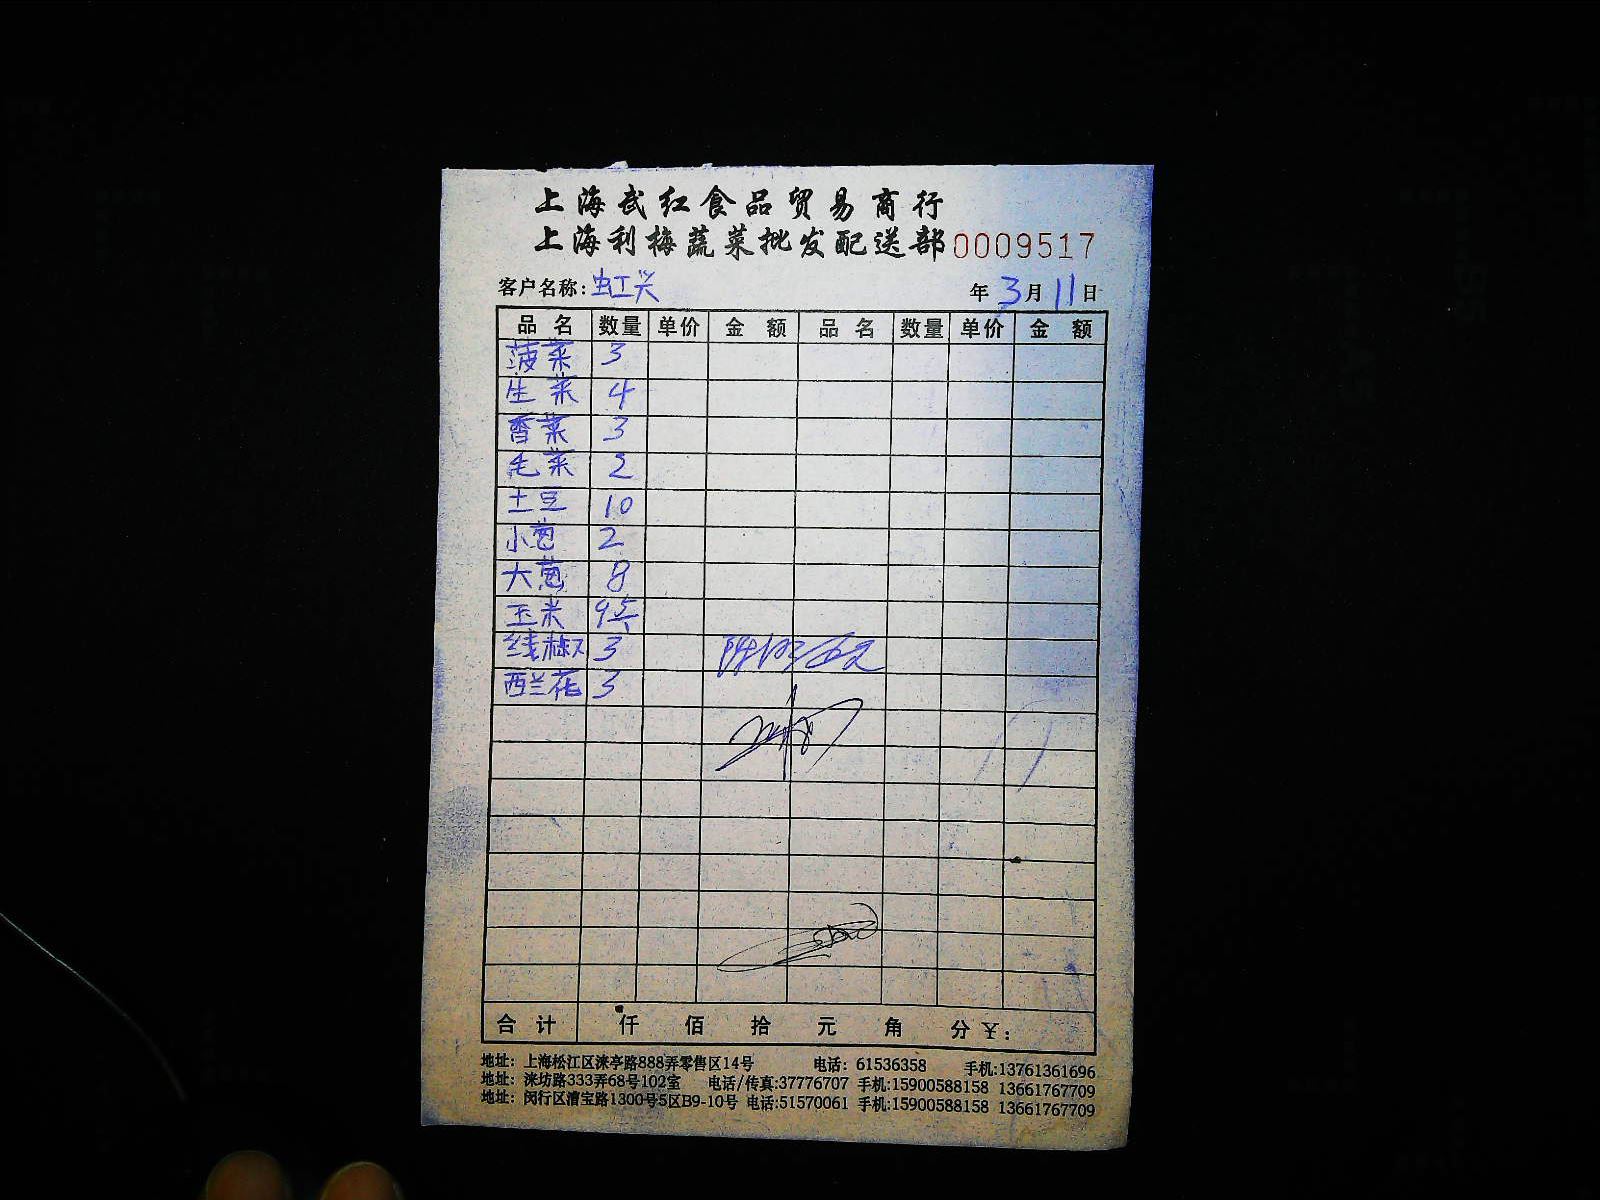 上海武红食品贸易商行
上海利梅蔬菜批发配送部 0009517
客户名称: 虹兴 年 3 月 11 日
品名 数量 单价 金额 品名 数量 单价 金额
菠菜 3
生菜 4
香菜 3
毛菜 2
土豆 10
小葱 2
大葱 8
玉米 9
线椒 3
西兰花 3
合计 仟 佰 拾 元 角 分 ¥:
地址: 上海松江区涞亭路888弄零售区14号 电话: 61536358 手机:13761361696
地址: 涞坊路333弄68号102室 电话/传真:37776707 手机:15900588158 13661767709
地址: 闵行区漕宝路1300号5区B9-10号 电话:51570061 手机:15900588158 13661767709